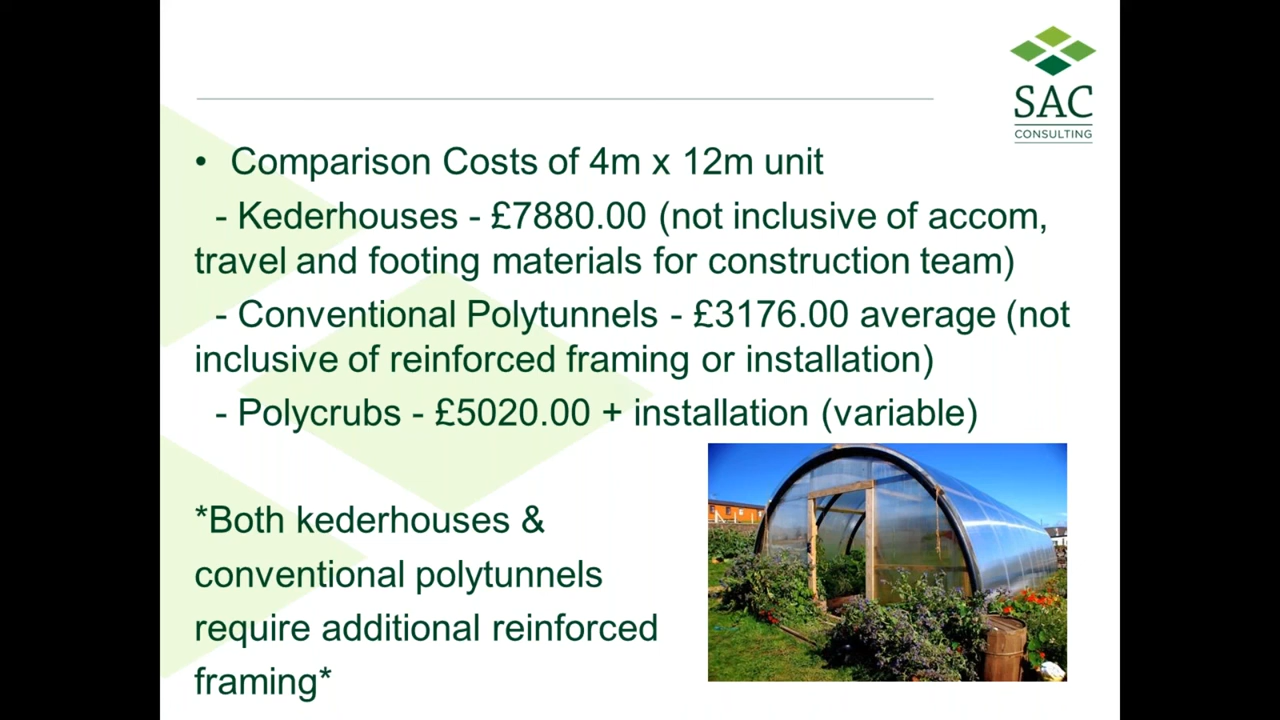 SAC
CONSULTING
• Comparison Costs of 4m x 12m unit
- Kederhouses - £7880.00 (not inclusive of accom,
travel and footing materials for construction team)
- Conventional Polytunnels - £3176.00 average (not
inclusive of reinforced framing or installation)
- Polycrubs - £5020.00 + installation (variable)
*Both kederhouses &
conventional polytunnels
require additional reinforced
framing*